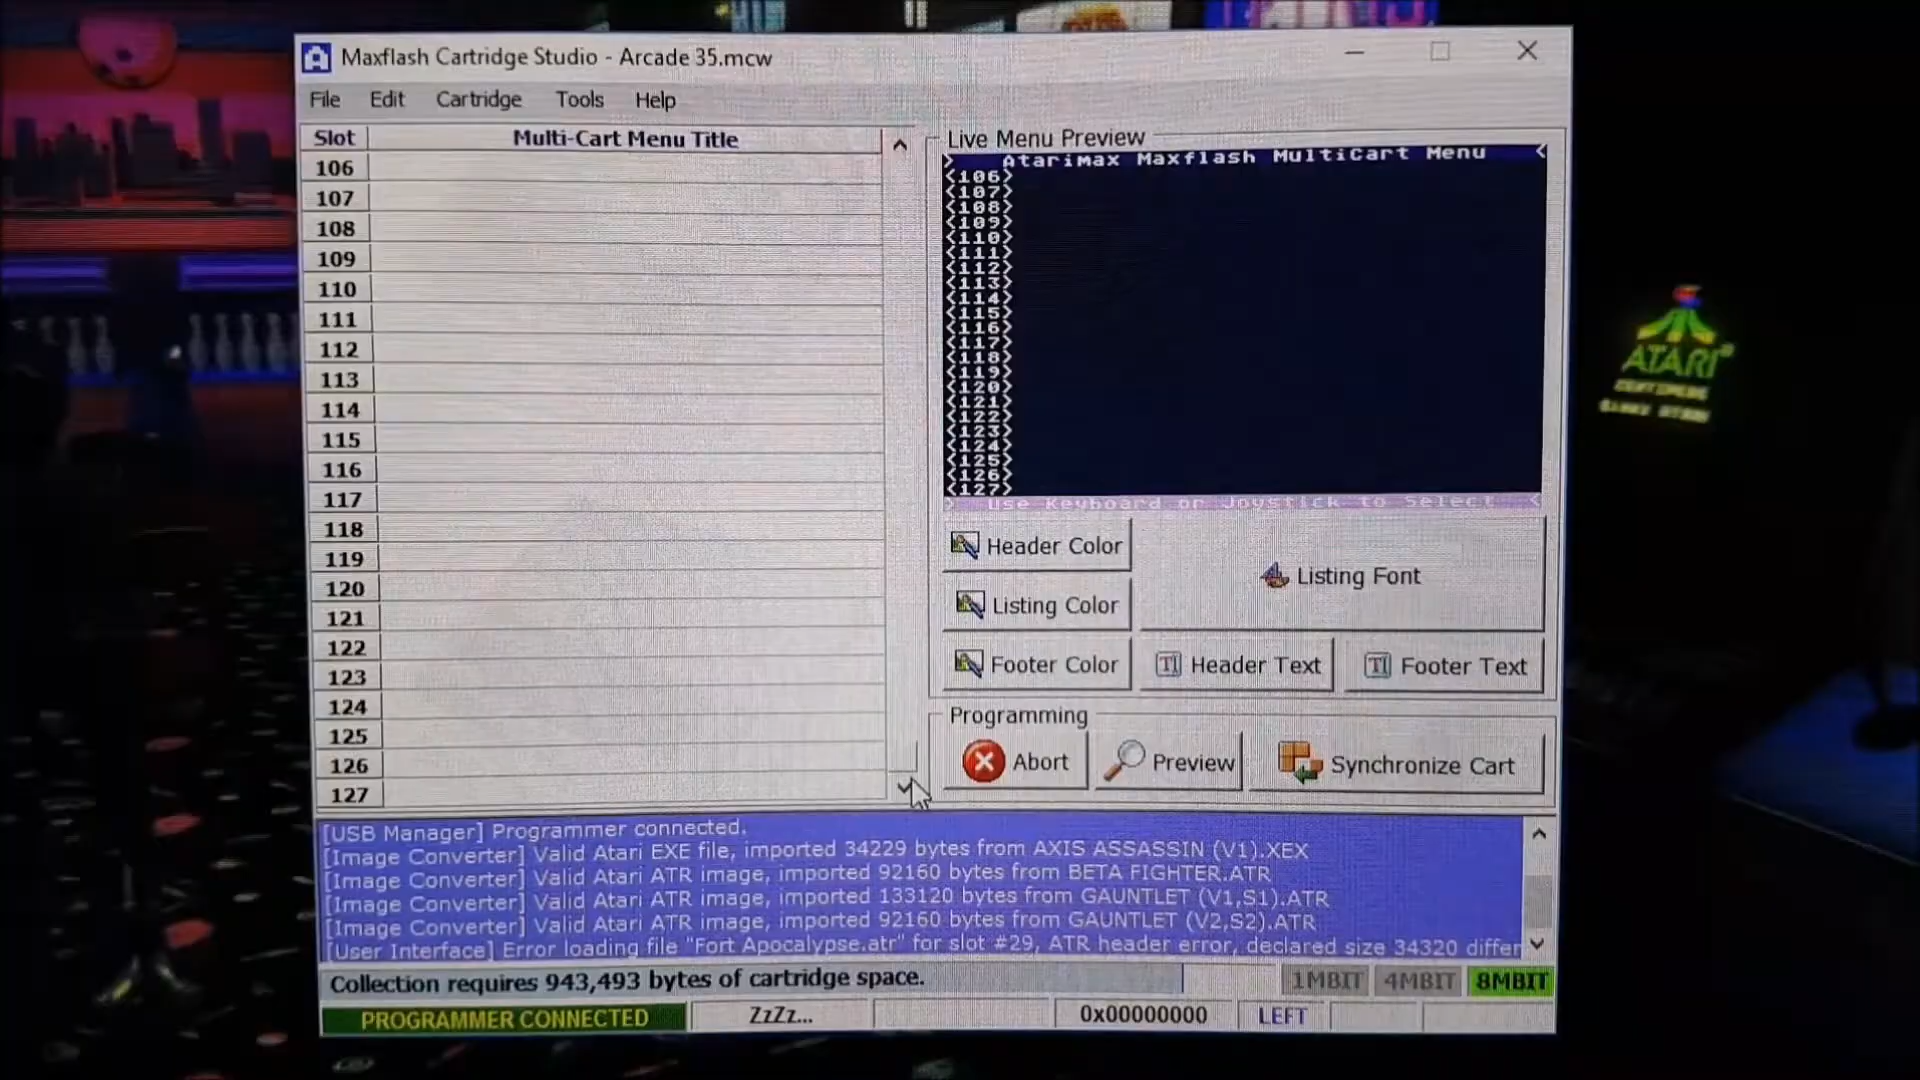 Maxflash Cartridge Studio - Arcade 35.mcw
File Edit Cartridge Tools Help
Slot Multi-Cart Menu Title
106
107
108
109
110
111
112
113
114
115
116
117
118
119
120
121
122
123
124
125
126
127
Live Menu Preview
> Atarimax Maxflash MultiCart Menu <
<106>
<107>
<108>
<109>
<110>
<111>
<112>
<113>
<114>
<115>
<116>
<117>
<118>
<119>
<120>
<121>
<122>
<123>
<124>
<125>
<126>
<127>
> Use Keyboard or Joystick to Select <
Header Color
Listing Font
Listing Color
Footer Color
Header Text
Footer Text
Programming
Abort
Preview
Synchronize Cart
[USB Manager] Programmer connected.
[Image Converter] Valid Atari EXE file, imported 34229 bytes from AXIS ASSASSIN (V1).XEX
[Image Converter] Valid Atari ATR image, imported 92160 bytes from BETA FIGHTER.ATR
[Image Converter] Valid Atari ATR image, imported 133120 bytes from GAUNTLET (V1,S1).ATR
[Image Converter] Valid Atari ATR image, imported 92160 bytes from GAUNTLET (V2,S2).ATR
[User Interface] Error loading file "Fort Apocalypse.atr" for slot #29, ATR header error, declared size 34320 differ
Collection requires 943,493 bytes of cartridge space.
1MBIT 4MBIT 8MBIT
PROGRAMMER CONNECTED ZzZz... 0x00000000 LEFT
ATARI